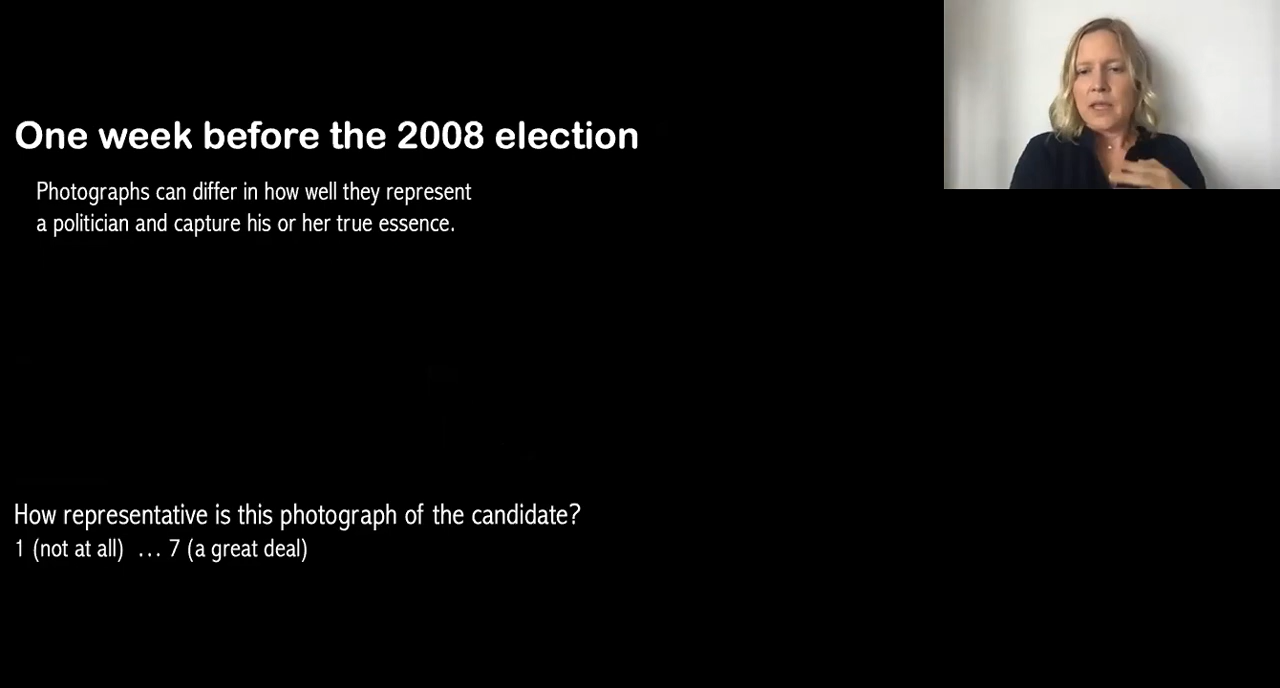 One week before the 2008 election
Photographs can differ in how well they represent
a politician and capture his or her true essence.
How representative is this photograph of the candidate?
1 (not at all) … 7 (a great deal)